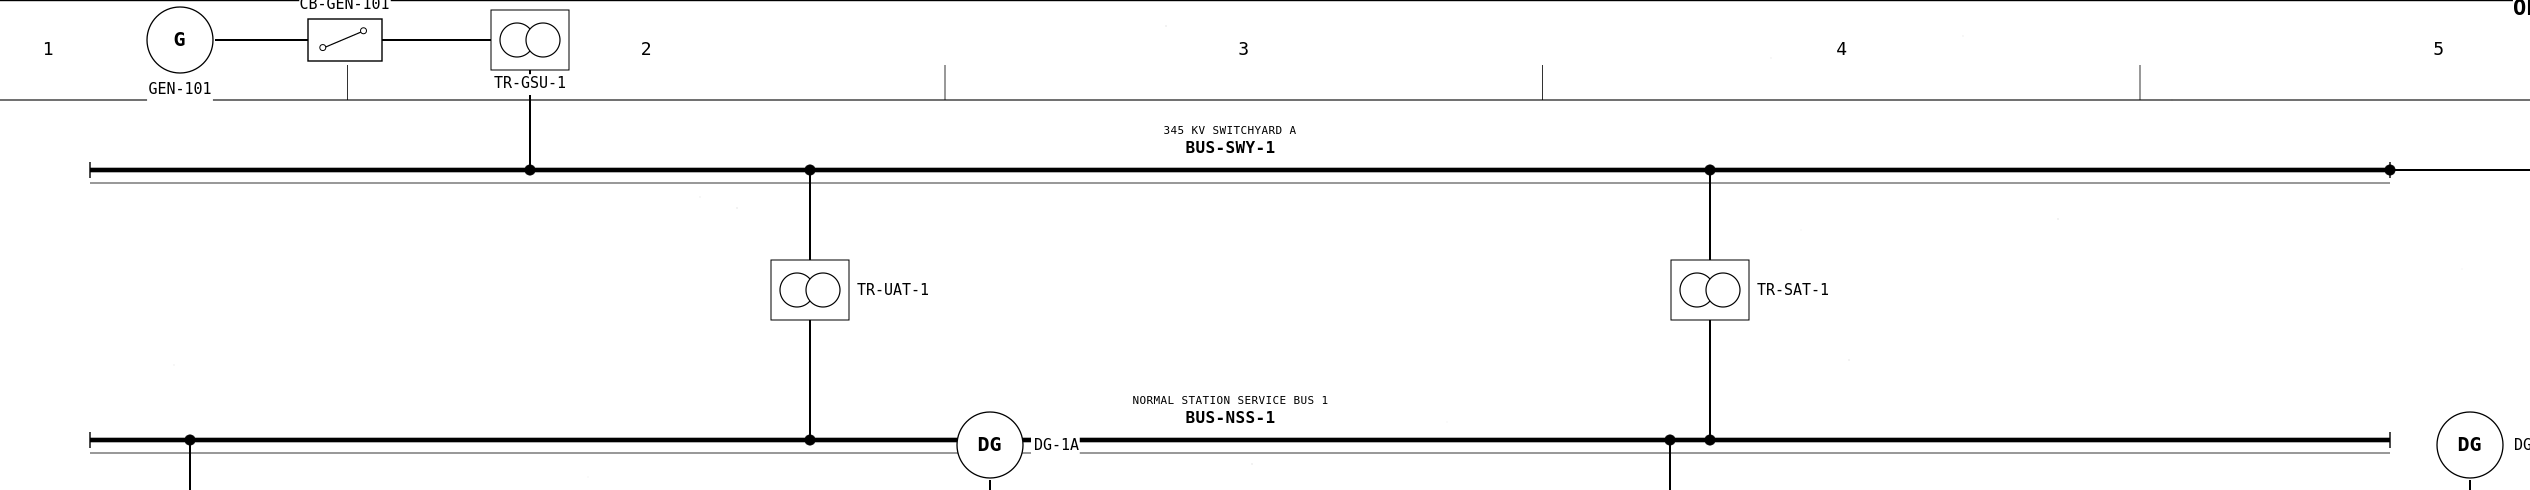 CB-GEN-101
1
G
2
3
4
5
GEN-101
TR-GSU-1
345 KV SWITCHYARD A
BUS-SWY-1
TR-UAT-1
TR-SAT-1
NORMAL STATION SERVICE BUS 1
BUS-NSS-1
DG
DG-1A
DG
DG